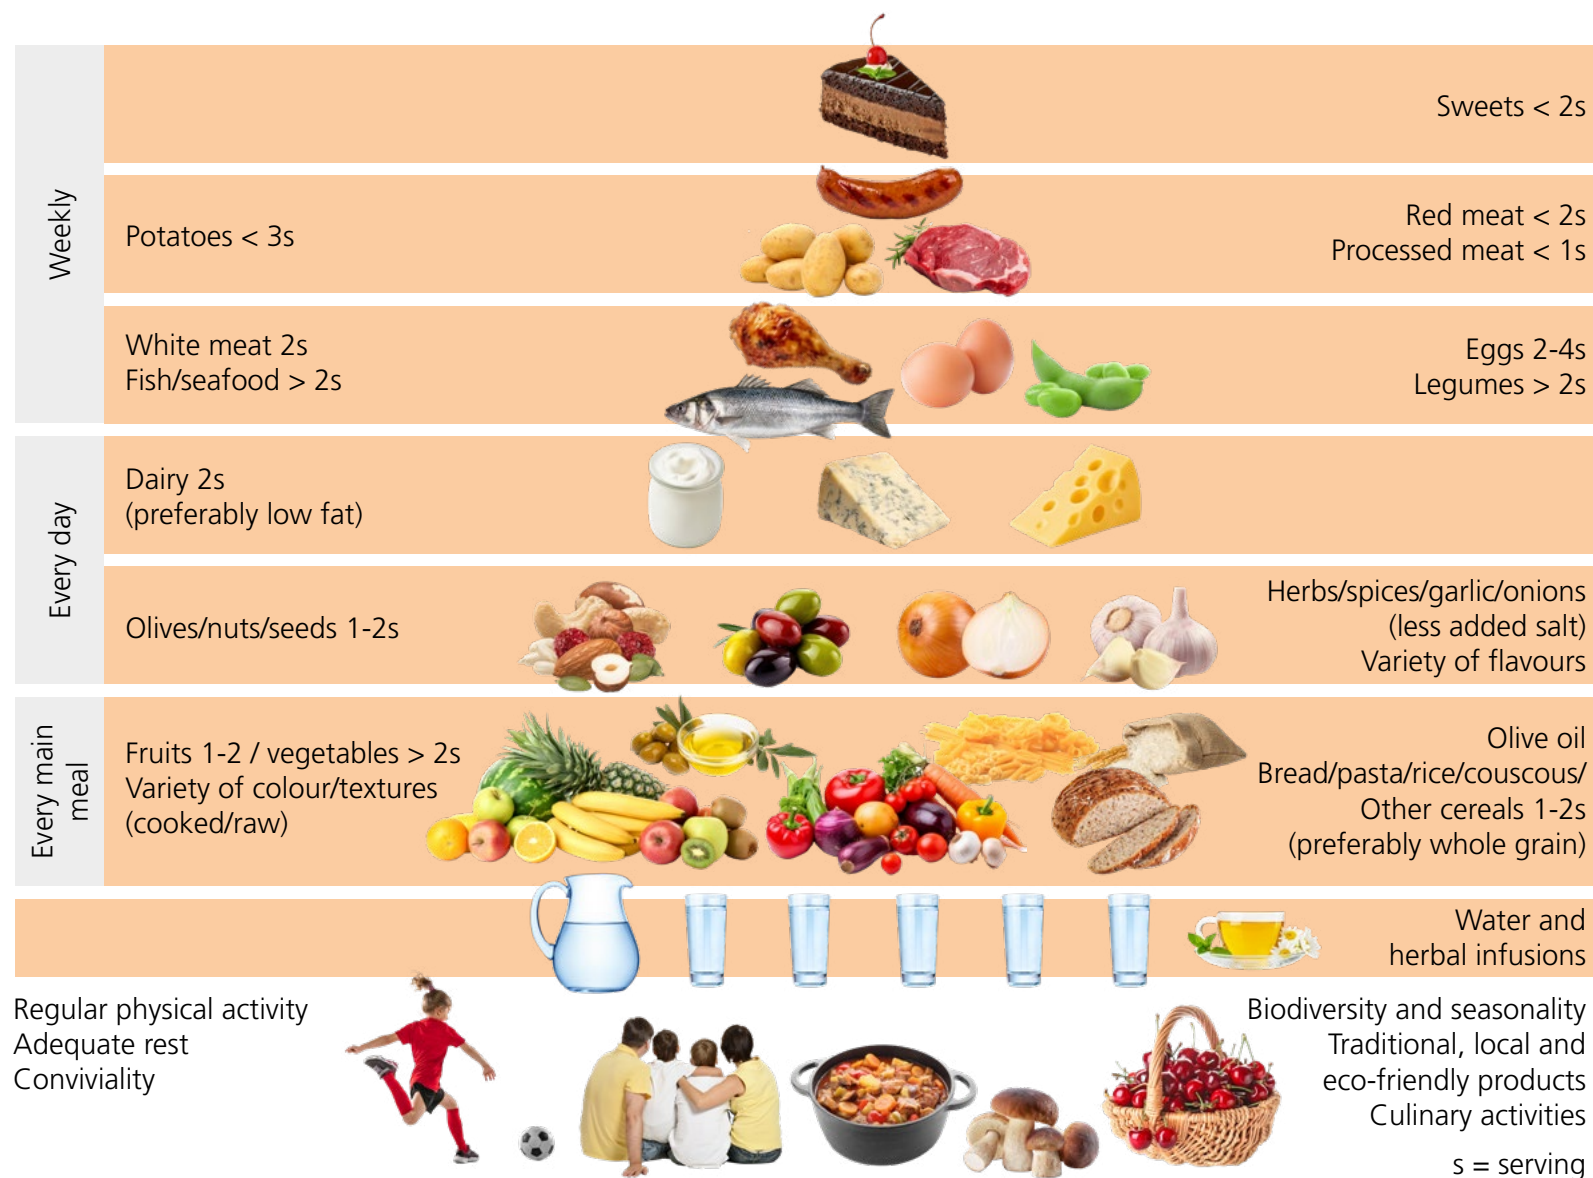 Weekly
Sweets < 2s
Potatoes < 3s
Red meat < 2s
Processed meat < 1s
White meat 2s
Fish/seafood > 2s
Eggs 2-4s
Legumes > 2s
Every day
Dairy 2s
(preferably low fat)
Olives/nuts/seeds 1-2s
Herbs/spices/garlic/onions
(less added salt)
Variety of flavours
Every main
meal
Fruits 1-2 / vegetables > 2s
Variety of colour/textures
(cooked/raw)
Olive oil
Bread/pasta/rice/couscous/
Other cereals 1-2s
(preferably whole grain)
Water and
herbal infusions
Regular physical activity
Adequate rest
Conviviality
Biodiversity and seasonality
Traditional, local and
eco-friendly products
Culinary activities
s = serving